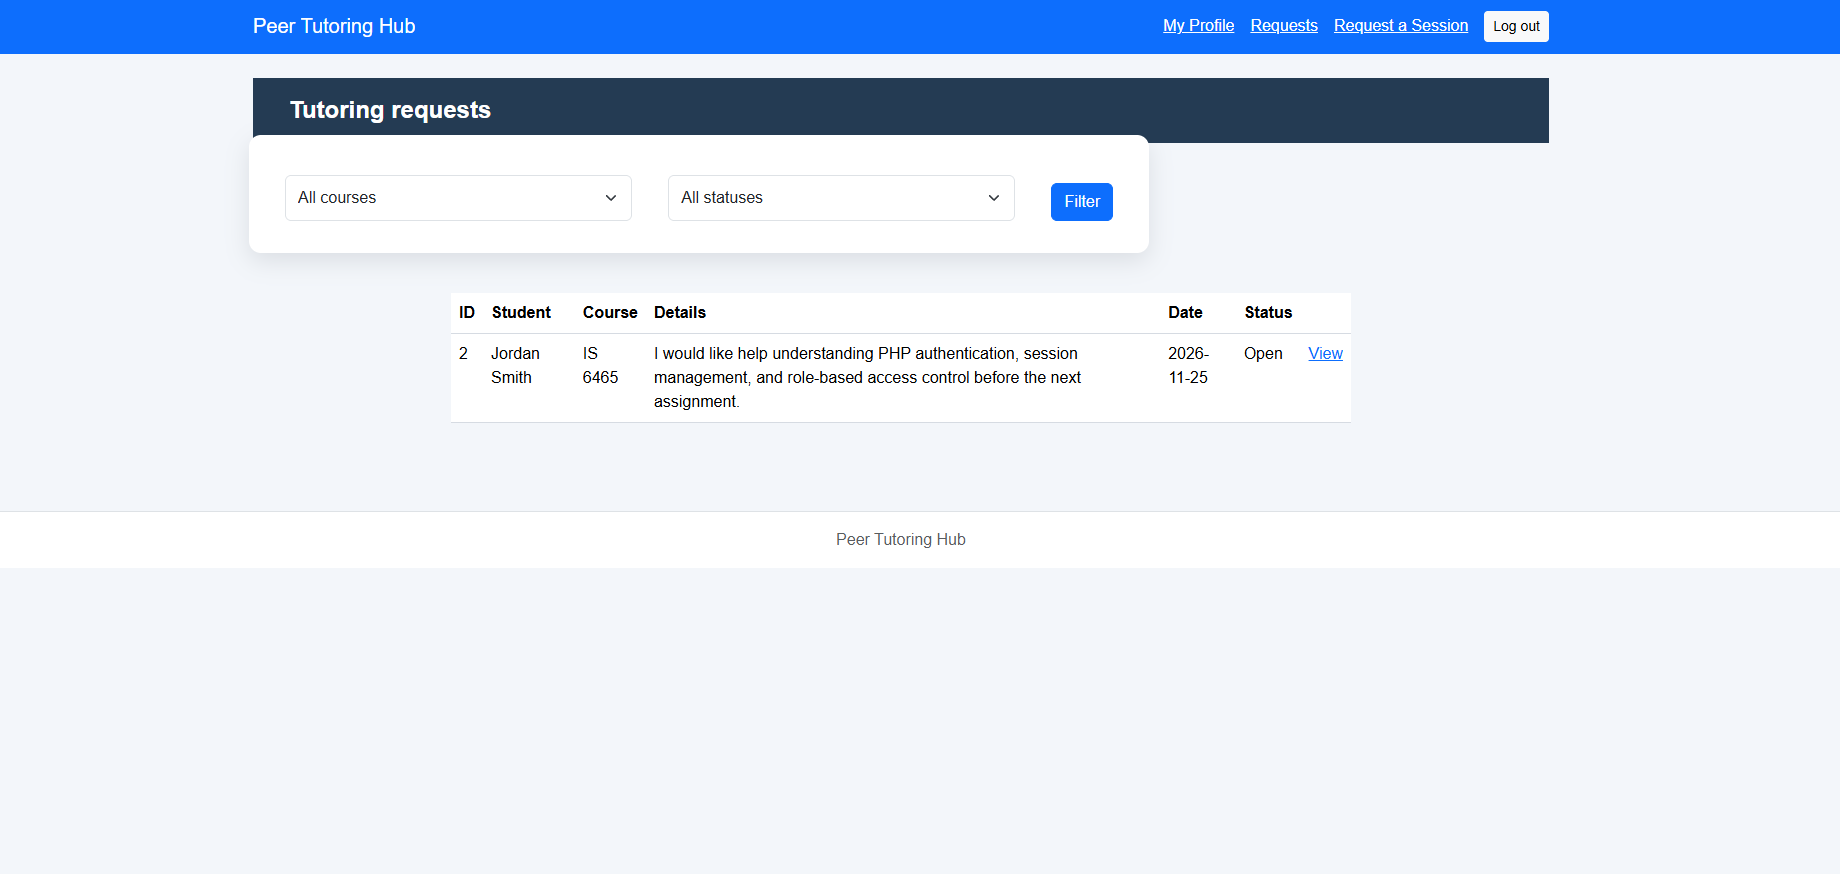 Peer Tutoring Hub
My Profile Requests Request a Session Log out
Tutoring requests
All courses All statuses Filter
ID Student Course Details Date Status
2 Jordan IS I would like help understanding PHP authentication, session 2026- Open View
Smith 6465 management, and role-based access control before the next 11-25
assignment.
Peer Tutoring Hub